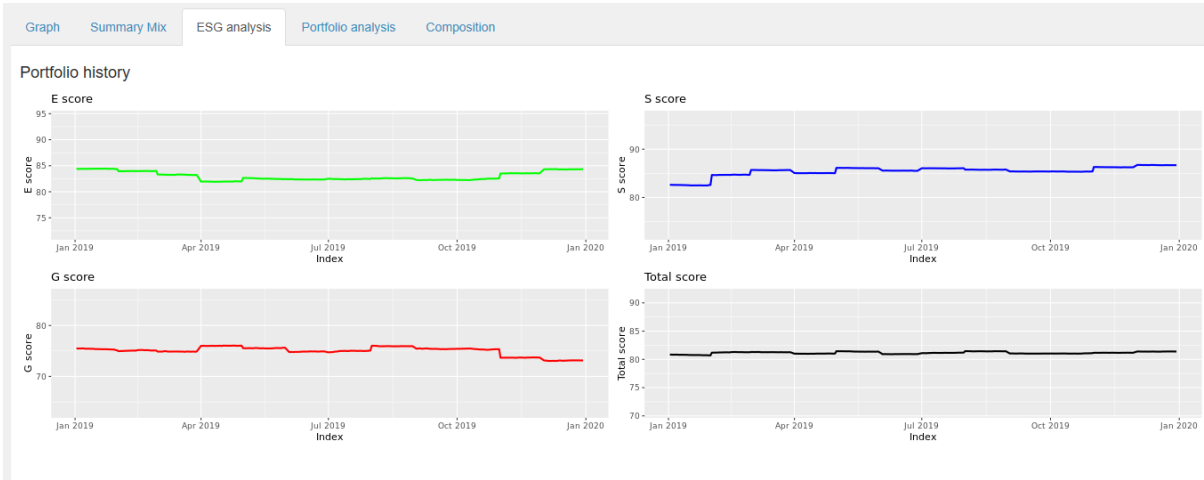 Graph Summary Mix ESG analysis Portfolio analysis Composition
Portfolio history
E score
95
90
85
80
75
E score
Jan 2019 Apr 2019 Jul 2019 Oct 2019 Jan 2020
Index
S score
90
80
S score
Jan 2019 Apr 2019 Jul 2019 Oct 2019 Jan 2020
Index
G score
80
70
G score
Jan 2019 Apr 2019 Jul 2019 Oct 2019 Jan 2020
Index
Total score
90
85
80
75
70
Total score
Jan 2019 Apr 2019 Jul 2019 Oct 2019 Jan 2020
Index